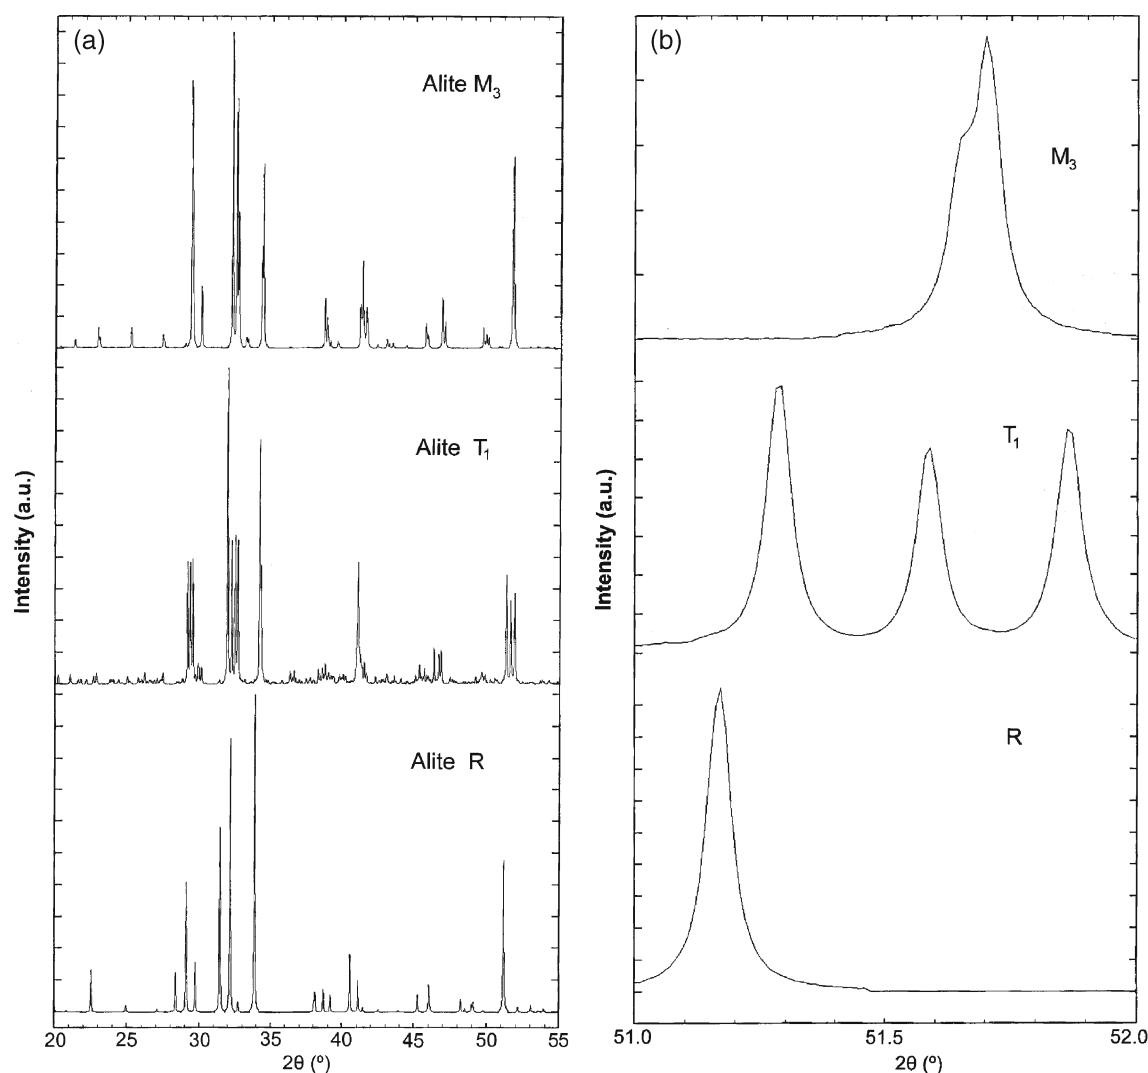 (a)
Alite M₃
Alite T₁
Alite R
Intensity (a.u.)
20 25 30 35 40 45 50 55
2θ (º)
(b)
M₃
T₁
R
Intensity (a.u.)
51.0 51.5 52.0
2θ (º)